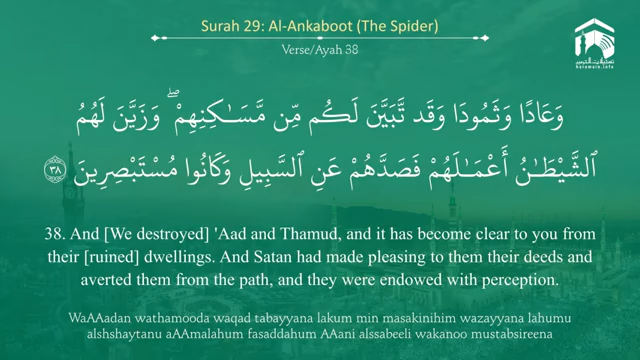 Surah 29: Al-Ankaboot (The Spider)
Verse/Ayah 38
haramain.info
وَعَادًا وَثَمُودَا وَقَد تَّبَيَّنَ لَكُم مِّن مَّسَـٰكِنِهِمْ ۖ وَزَيَّنَ لَهُمُ
ٱلشَّيْطَـٰنُ أَعْمَـٰلَهُمْ فَصَدَّهُمْ عَنِ ٱلسَّبِيلِ وَكَانُوا مُسْتَبْصِرِينَ ٣٨
38. And [We destroyed] 'Aad and Thamud, and it has become clear to you from
their [ruined] dwellings. And Satan had made pleasing to them their deeds and
averted them from the path, and they were endowed with perception.
WaAAadan wathamooda waqad tabayyana lakum min masakinihim wazayyana lahumu
alshshaytanu aAAmalahum fasaddahum AAani alssabeeli wakanoo mustabsireena